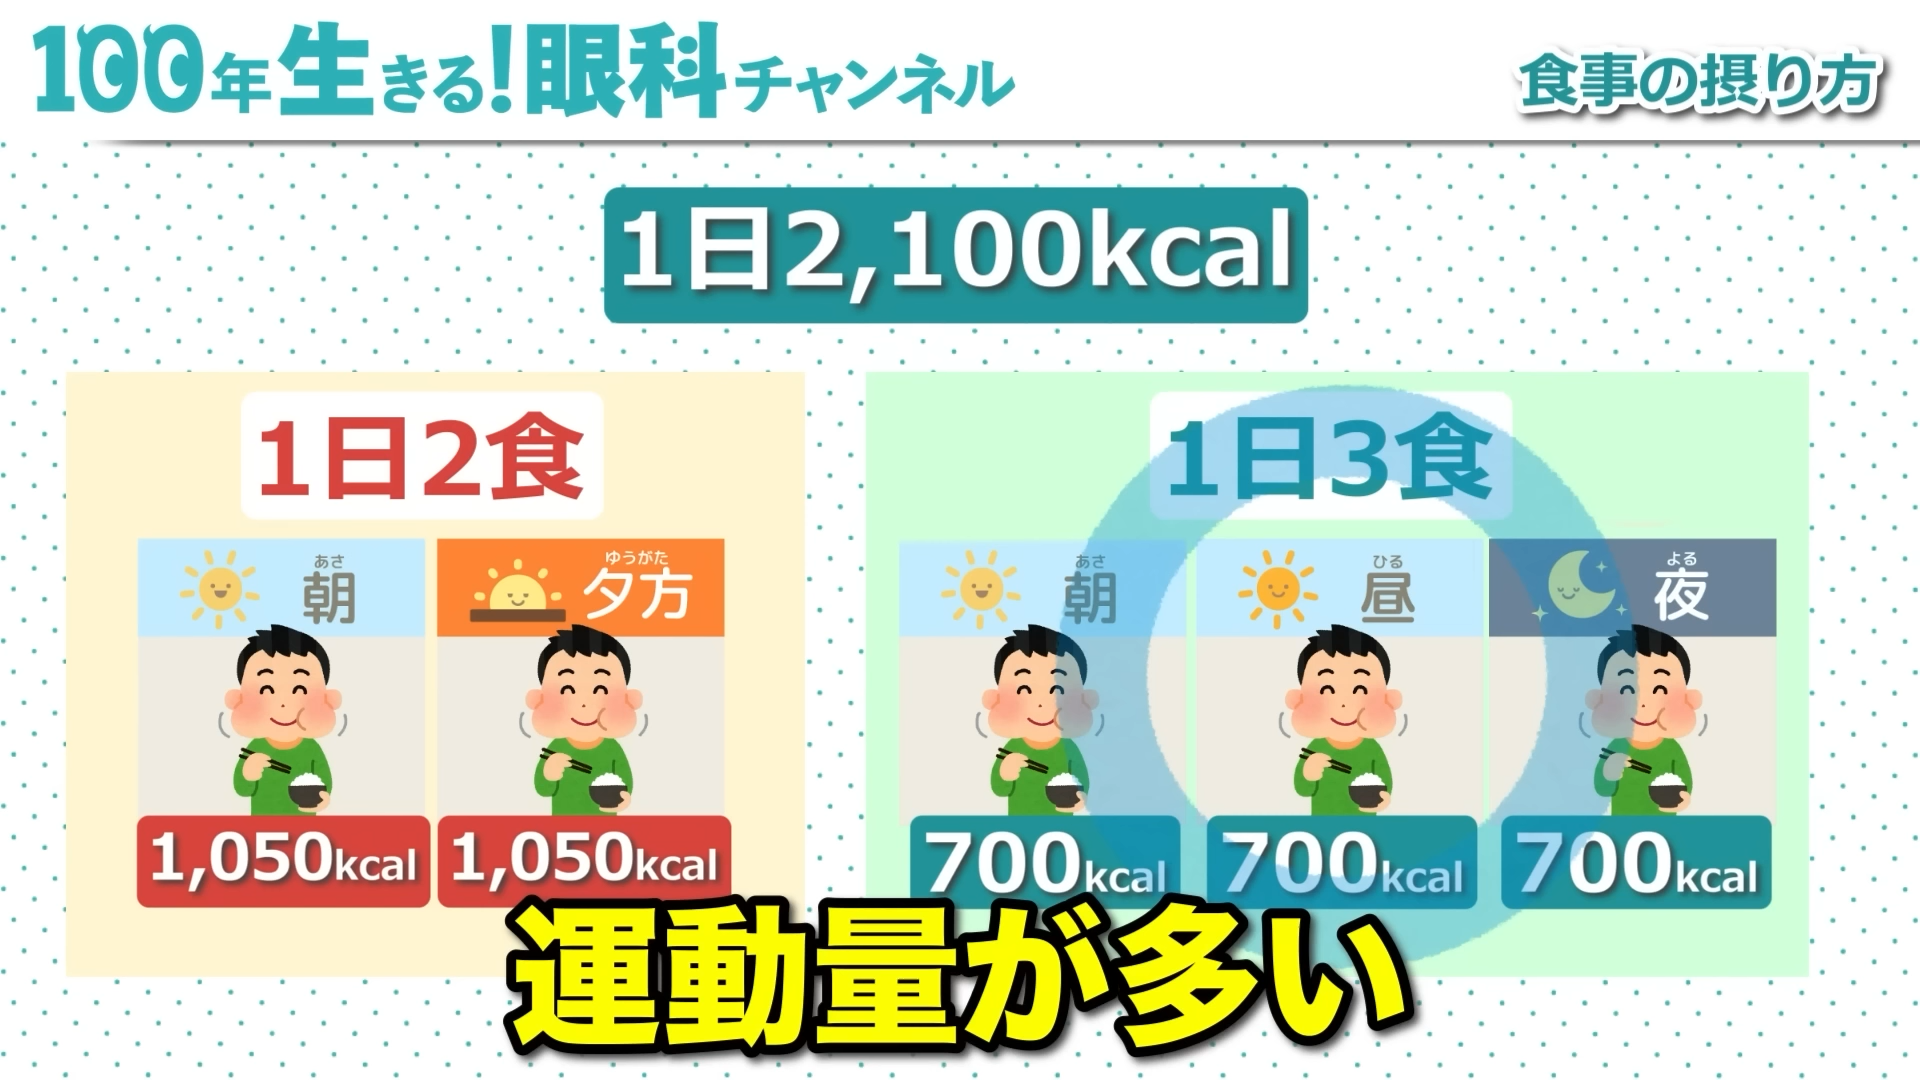 100年生きる!眼科チャンネル
食事の摂り方
1日2,100kcal
1日2食
あさ
朝
ゆうがた
夕方
1,050kcal
1,050kcal
1日3食
あさ
朝
ひる
昼
よる
夜
700kcal
700kcal
700kcal
運動量が多い